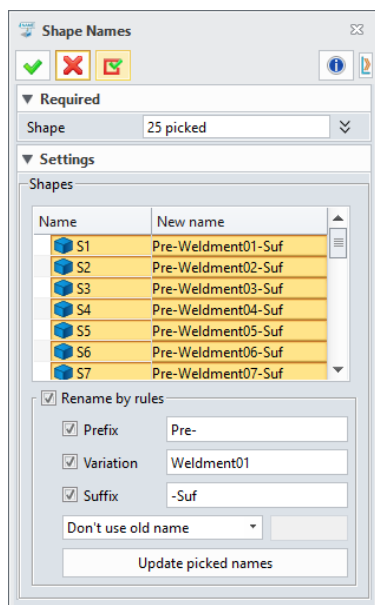 Shape Names
Required
Shape 25 picked
Settings
Shapes
Name New name
S1 Pre-Weldment01-Suf
S2 Pre-Weldment02-Suf
S3 Pre-Weldment03-Suf
S4 Pre-Weldment04-Suf
S5 Pre-Weldment05-Suf
S6 Pre-Weldment06-Suf
S7 Pre-Weldment07-Suf
Rename by rules
Prefix Pre-
Variation Weldment01
Suffix -Suf
Don't use old name
Update picked names